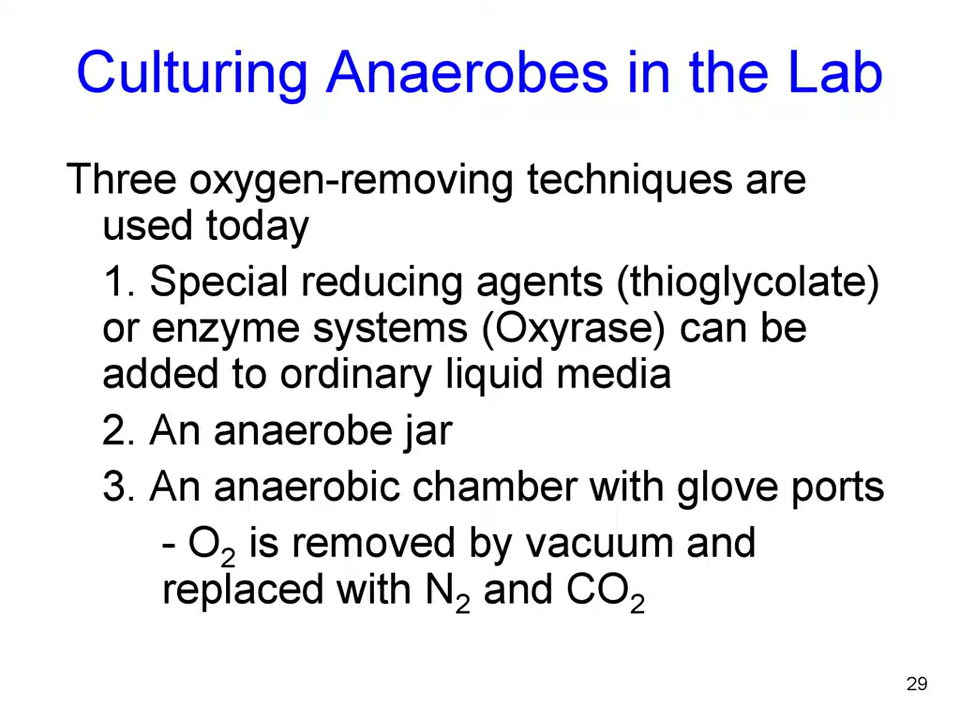 Culturing Anaerobes in the Lab
Three oxygen-removing techniques are
used today
1. Special reducing agents (thioglycolate)
or enzyme systems (Oxyrase) can be
added to ordinary liquid media
2. An anaerobe jar
3. An anaerobic chamber with glove ports
- O₂ is removed by vacuum and
replaced with N₂ and CO₂
29